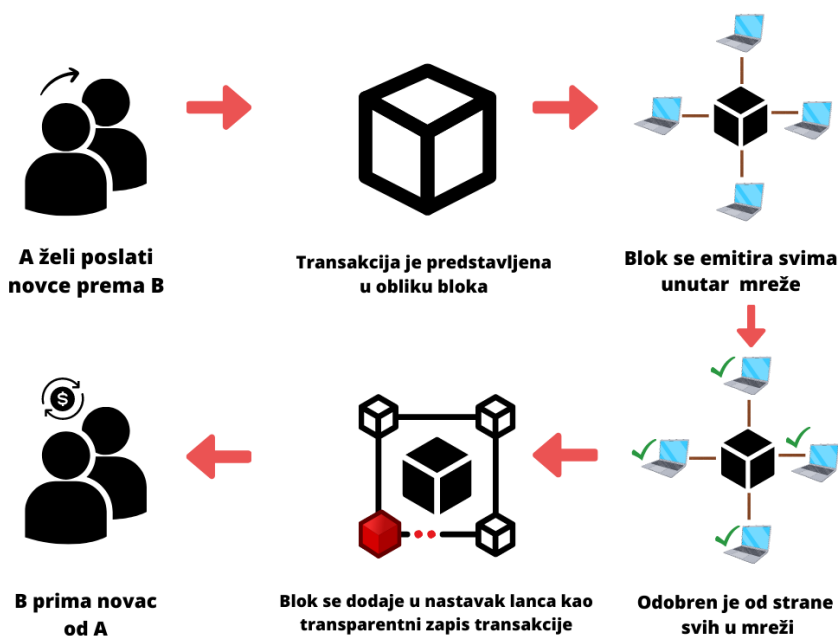 A želi poslati
novce prema B
Transakcija je predstavljena
u obliku bloka
Blok se emitira svima
unutar mreže
$
B prima novac
od A
Blok se dodaje u nastavak lanca kao
transparentni zapis transakcije
Odobren je od strane
svih u mreži